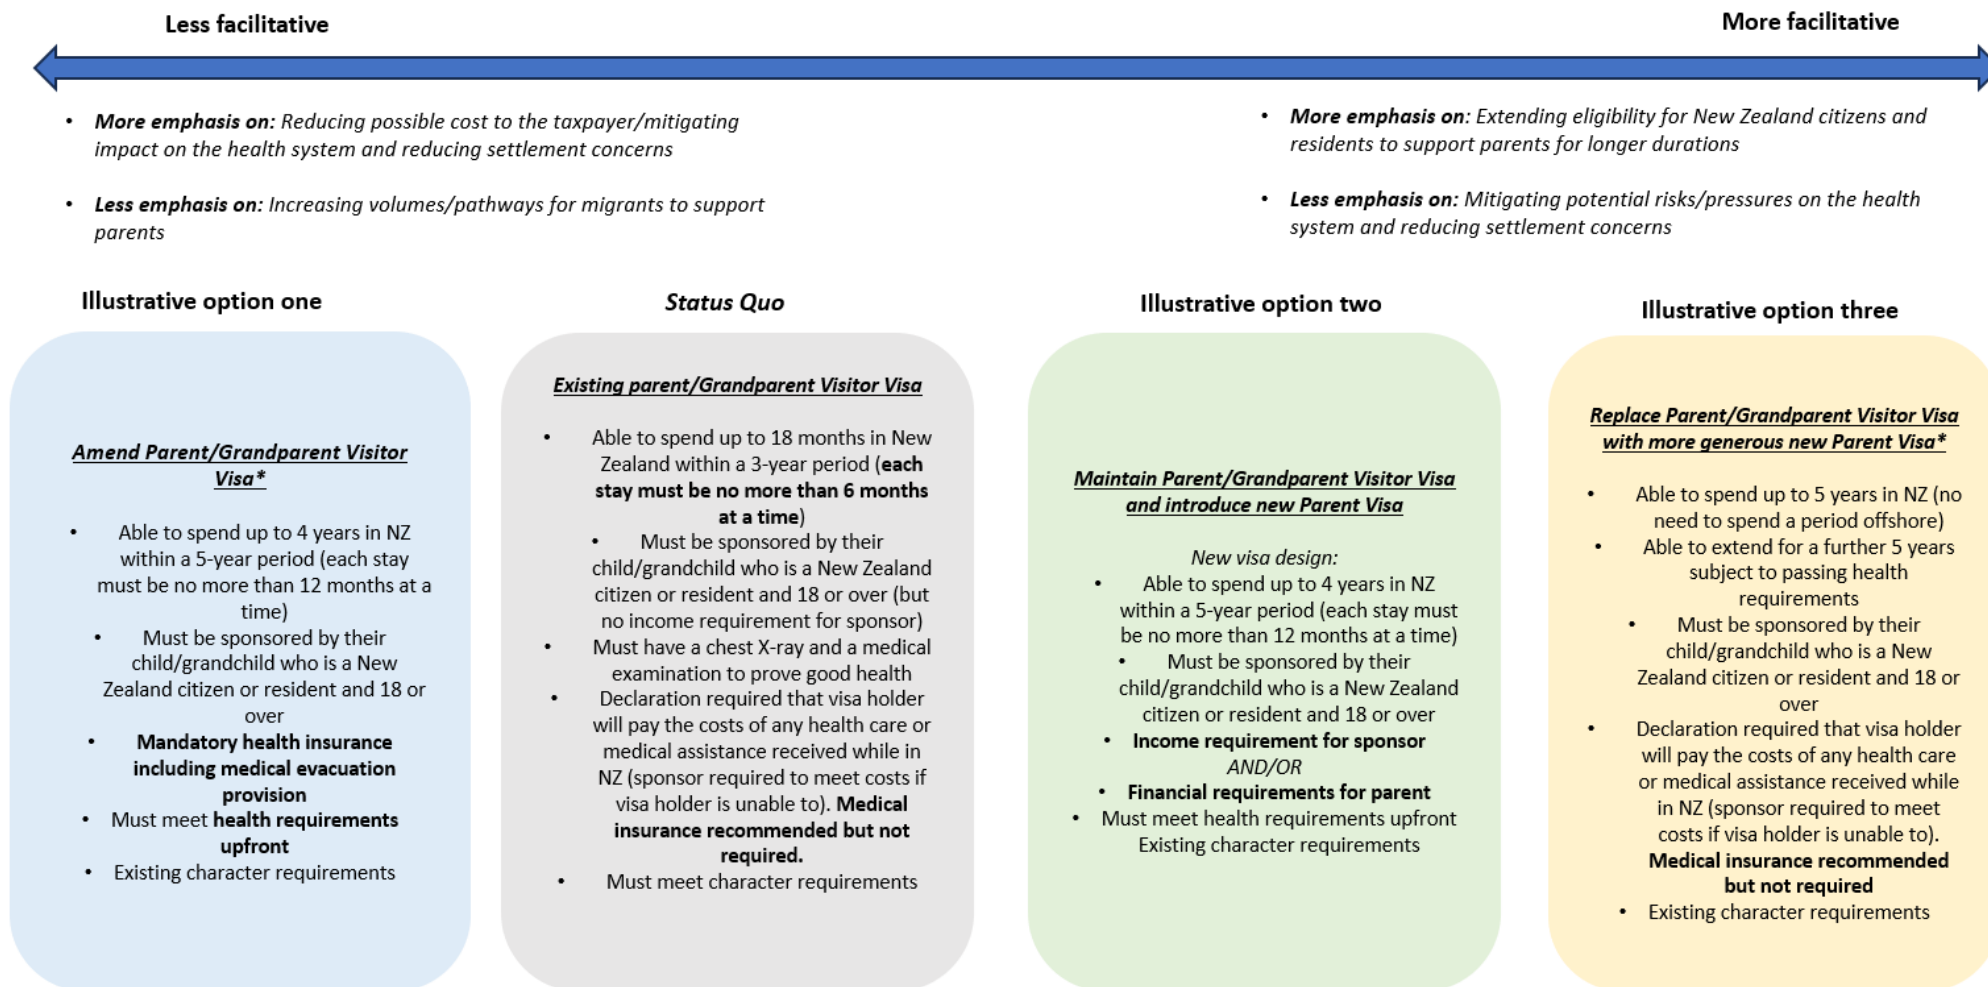 Less facilitative
More facilitative
• More emphasis on: Reducing possible cost to the taxpayer/mitigating
impact on the health system and reducing settlement concerns
• Less emphasis on: Increasing volumes/pathways for migrants to support
parents
• More emphasis on: Extending eligibility for New Zealand citizens and
residents to support parents for longer durations
• Less emphasis on: Mitigating potential risks/pressures on the health
system and reducing settlement concerns
Illustrative option one
Amend Parent/Grandparent Visitor
Visa*
• Able to spend up to 4 years in NZ
within a 5-year period (each stay
must be no more than 12 months at a
time)
• Must be sponsored by their
child/grandchild who is a New
Zealand citizen or resident and 18 or
over
• Mandatory health insurance
including medical evacuation
provision
• Must meet health requirements
upfront
• Existing character requirements
Status Quo
Existing parent/Grandparent Visitor Visa
• Able to spend up to 18 months in New
Zealand within a 3-year period (each
stay must be no more than 6 months
at a time)
• Must be sponsored by their
child/grandchild who is a New Zealand
citizen or resident and 18 or over (but
no income requirement for sponsor)
• Must have a chest X-ray and a medical
examination to prove good health
• Declaration required that visa holder
will pay the costs of any health care or
medical assistance received while in
NZ (sponsor required to meet costs if
visa holder is unable to). Medical
insurance recommended but not
required.
• Must meet character requirements
Illustrative option two
Maintain Parent/Grandparent Visitor Visa
and introduce new Parent Visa
New visa design:
• Able to spend up to 4 years in NZ
within a 5-year period (each stay must
be no more than 12 months at a time)
• Must be sponsored by their
child/grandchild who is a New Zealand
citizen or resident and 18 or over
• Income requirement for sponsor
AND/OR
• Financial requirements for parent
• Must meet health requirements upfront
Existing character requirements
Illustrative option three
Replace Parent/Grandparent Visitor Visa
with more generous new Parent Visa*
• Able to spend up to 5 years in NZ (no
need to spend a period offshore)
• Able to extend for a further 5 years
subject to passing health
requirements
• Must be sponsored by their
child/grandchild who is a New
Zealand citizen or resident and 18 or
over
• Declaration required that visa holder
will pay the costs of any health care
or medical assistance received while
in NZ (sponsor required to meet
costs if visa holder is unable to).
Medical insurance recommended
but not required
• Existing character requirements